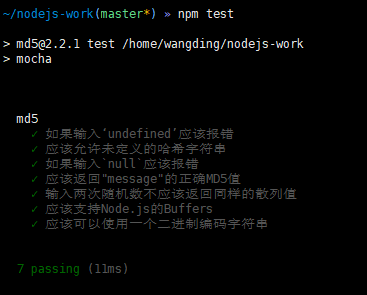 ~/nodejs-work(master*) » npm test
> md5@2.2.1 test /home/wangding/nodejs-work
> mocha
md5
✓ 如果输入‘undefined’应该报错
✓ 应该允许未定义的哈希字符串
✓ 如果输入`null`应该报错
✓ 应该返回"message"的正确MD5值
✓ 输入两次随机数不应该返回同样的散列值
✓ 应该支持Node.js的Buffers
✓ 应该可以使用一个二进制编码字符串
7 passing (11ms)